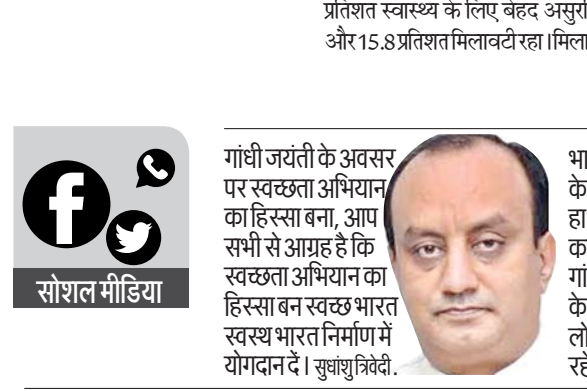 प्रतिशत स्वास्थ्य के लिए बेहद असुर
और 15.8 प्रतिशत मिलावटी रहा। मिला
सोशल मीडिया
गांधी जयंती के अवसर
पर स्वच्छता अभियान
का हिस्सा बना, आप
सभी से आग्रह है कि
स्वच्छता अभियान का
हिस्सा बन स्वच्छ भारत
स्वस्थ भारत निर्माण में
योगदान दें। सुधांशु त्रिवेदी.
भा
के
हा
क
गां
के
लो
रहे